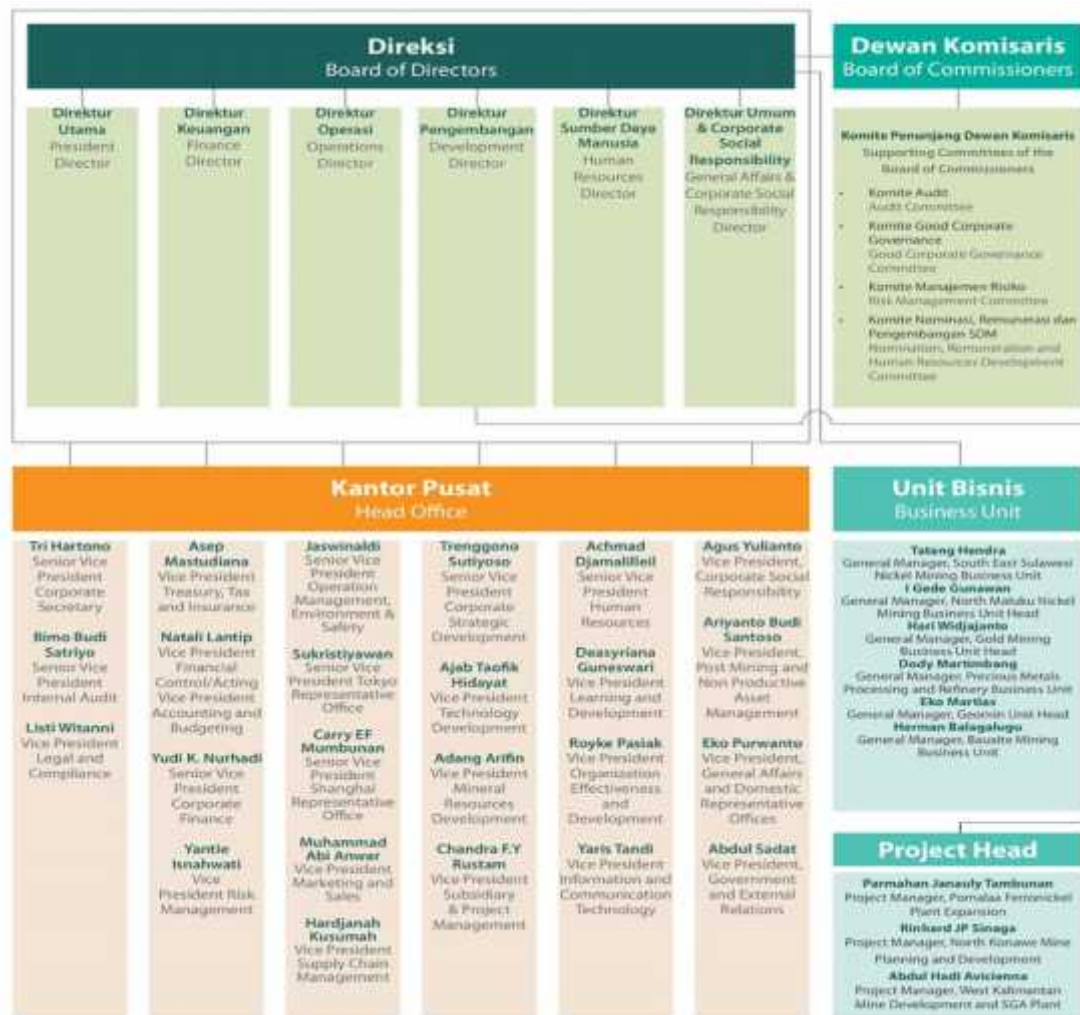 Direksi
Board of Directors
Dewan Komisaris
Board of Commissioners
Direktur
Utama
President
Director
Direktur
Keuangan
Finance
Director
Direktur
Operasi
Operations
Director
Direktur
Pengembangan
Development
Director
Direktur
Sumber Daya
Manusia
Human
Resources
Director
Direktur Umum
& Corporate
Social
Responsibility
General Affairs &
Corporate Social
Responsibility
Director
Komite Penunjang Dewan Komisaris
Supporting Committees of the
Board of Commissioners
• Komite Audit
Audit Committee
• Komite Good Corporate
Governance
Good Corporate Governance
Committee
• Komite Manajemen Risiko
Risk Management Committee
• Komite Nominasi, Remunerasi dan
Pengembangan SDM
Nomination, Remuneration and
Human Resources Development
Committee
Kantor Pusat
Head Office
Tri Hartono
Senior Vice
President
Corporate
Secretary
Bimo Budi
Satriyo
Senior Vice
President
Internal Audit
Listi Witanni
Vice President
Legal and
Compliance
Asep
Mastudiana
Vice President
Treasury, Tax
and Insurance
Natali Lantip
Vice President
Financial
Control/Acting
Vice President
Accounting and
Budgeting
Yudi K. Nurhadi
Senior Vice
President
Corporate
Finance
Yantie
Isnahwati
Vice
President Risk
Management
Jaswinaldi
Senior Vice
President
Operation
Management,
Environment &
Safety
Sukristiyawan
Senior Vice
President Tokyo
Representative
Office
Carry EF
Mumbunan
Senior Vice
President
Shanghai
Representative
Office
Muhammad
Abi Anwar
Vice President
Marketing and
Sales
Hardjanah
Kusumah
Vice President
Supply Chain
Management
Trenggono
Sutiyoso
Senior Vice
President
Corporate
Strategic
Development
Ajab Taofik
Hidayat
Vice President
Technology
Development
Adang Arifin
Vice President
Mineral
Resources
Development
Chandra F.Y
Rustam
Vice President
Subsidiary
& Project
Management
Achmad
Djamalilleil
Senior Vice
President
Human
Resources
Deasyriana
Guneswari
Vice President
Learning and
Development
Royke Pasiak
Vice President
Organization
Effectiveness
and
Development
Yaris Tandi
Vice President
Information and
Communication
Technology
Agus Yulianto
Vice President,
Corporate Social
Responsibility
Ariyanto Budi
Santoso
Vice President,
Post Mining and
Non Productive
Asset
Management
Eko Purwanto
Vice President,
General Affairs
and Domestic
Representative
Offices
Abdul Sadat
Vice President,
Government
and External
Relations
Unit Bisnis
Business Unit
Tatang Hendra
General Manager, South East Sulawesi
Nickel Mining Business Unit
I Gede Gunawan
General Manager, North Maluku Nickel
Mining Business Unit Head
Hari Widjajanto
General Manager, Gold Mining
Business Unit Head
Dody Martimbang
General Manager, Precious Metals
Processing and Refinery Business Unit
Eko Martias
General Manager, Geomin Unit Head
Herman Balagalugu
General Manager, Bauxite Mining
Business Unit
Project Head
Parmahan Janauly Tambunan
Project Manager, Pomalaa Ferronickel
Plant Expansion
Rinhard JP Sinaga
Project Manager, North Konawe Mine
Planning and Development
Abdul Hadi Avicienna
Project Manager, West Kalimantan
Mine Development and SGA Plant